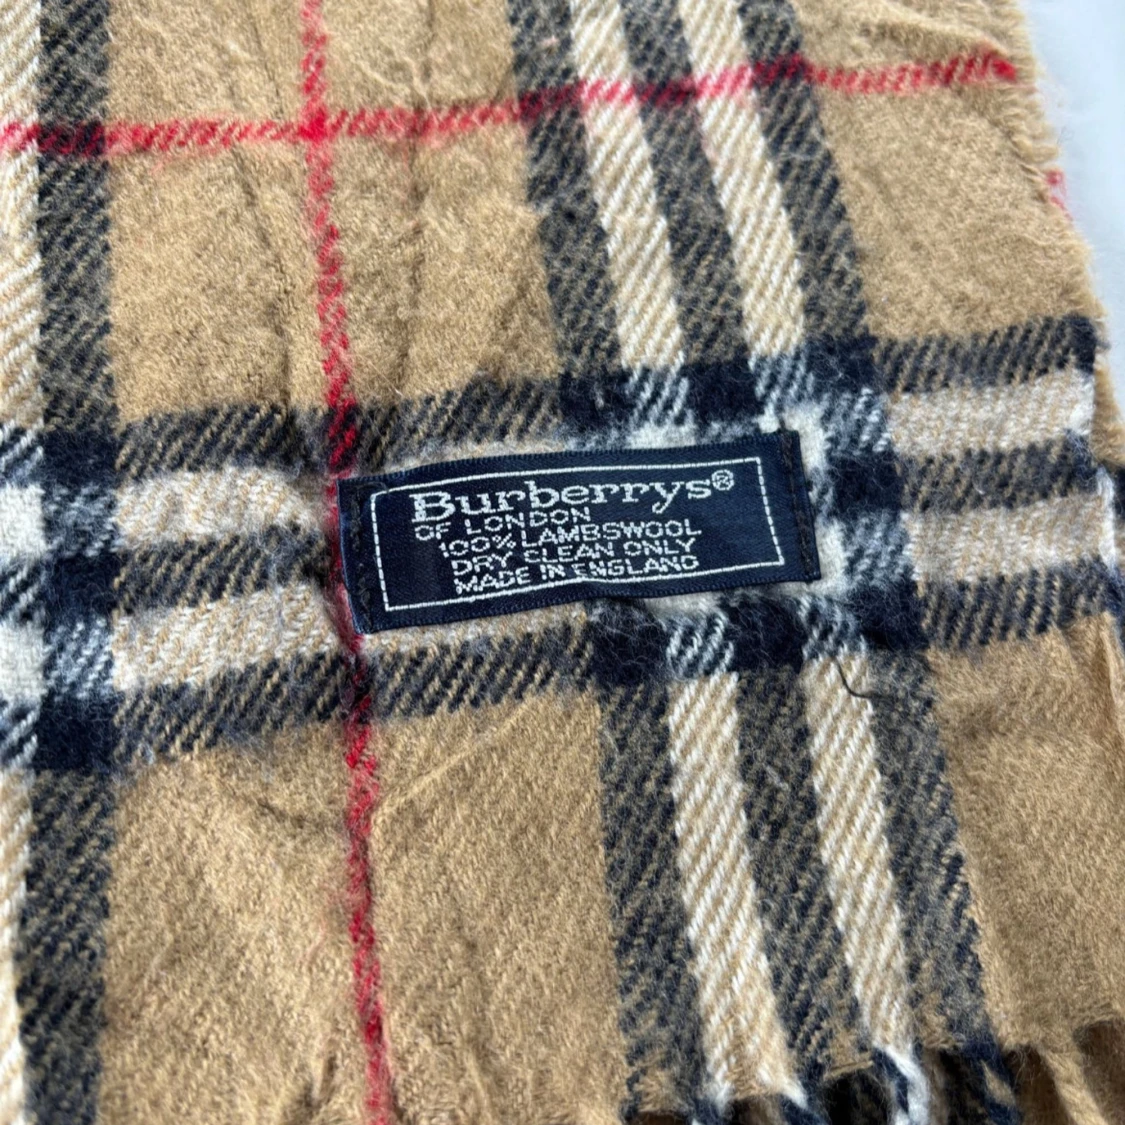 Burberrys®
OF LONDON
100% LAMBSWOOL
DRY CLEAN ONLY
MADE IN ENGLAND